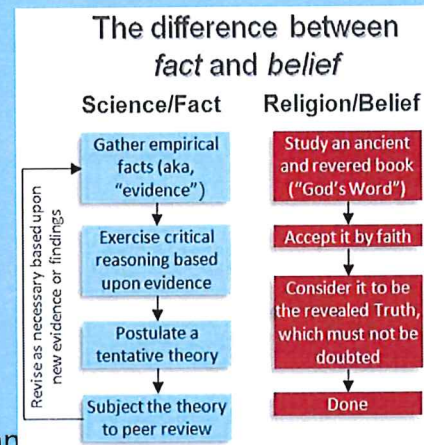 The difference between
fact and belief
Science/Fact
Gather empirical
facts (aka,
"evidence")
Exercise critical
reasoning based
upon evidence
Postulate a
tentative theory
Subject the theory
to peer review
Revise as necessary based upon
new evidence or findings
Religion/Belief
Study an ancient
and revered book
("God's Word")
Accept it by faith
Consider it to be
the revealed Truth,
which must not be
doubted
Done